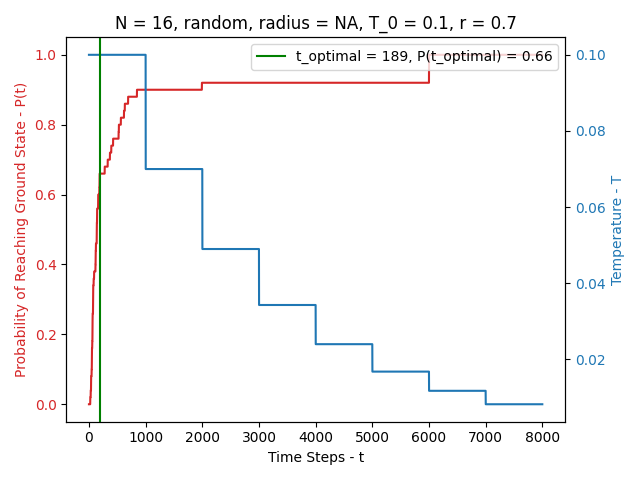 N = 16, random, radius = NA, T_0 = 0.1, r = 0.7
t_optimal = 189, P(t_optimal) = 0.66
Probability of Reaching Ground State - P(t)
1.0
0.8
0.6
0.4
0.2
0.0
0.10
0.08
0.06
0.04
0.02
Temperature - T
0 1000 2000 3000 4000 5000 6000 7000 8000
Time Steps - t